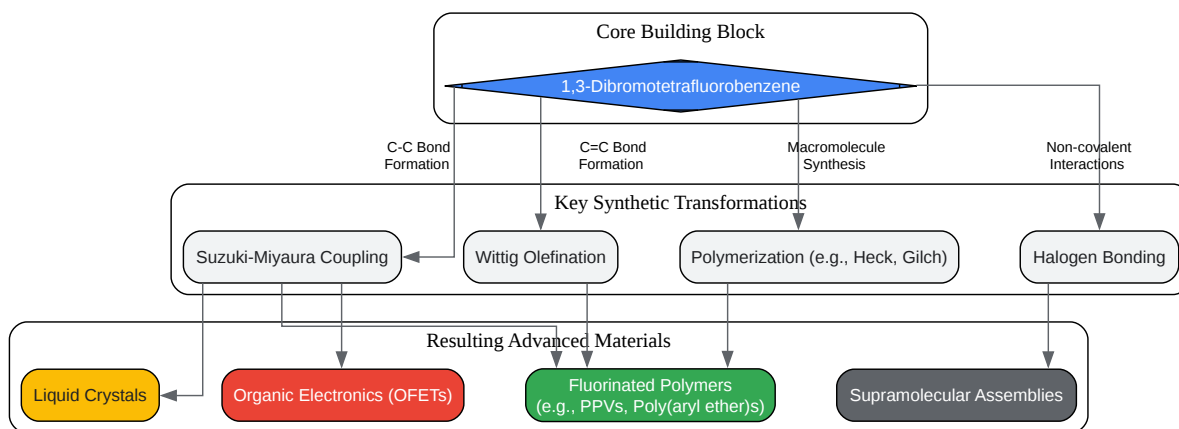 Core Building Block
1,3-Dibromotetrafluorobenzene
C-C Bond
Formation
C=C Bond
Formation
Macromolecule
Synthesis
Non-covalent
Interactions
Key Synthetic Transformations
Suzuki-Miyaura Coupling
Wittig Olefination
Polymerization (e.g., Heck, Gilch)
Halogen Bonding
Resulting Advanced Materials
Liquid Crystals
Organic Electronics (OFETs)
Fluorinated Polymers
(e.g., PPVs, Poly(aryl ether)s)
Supramolecular Assemblies